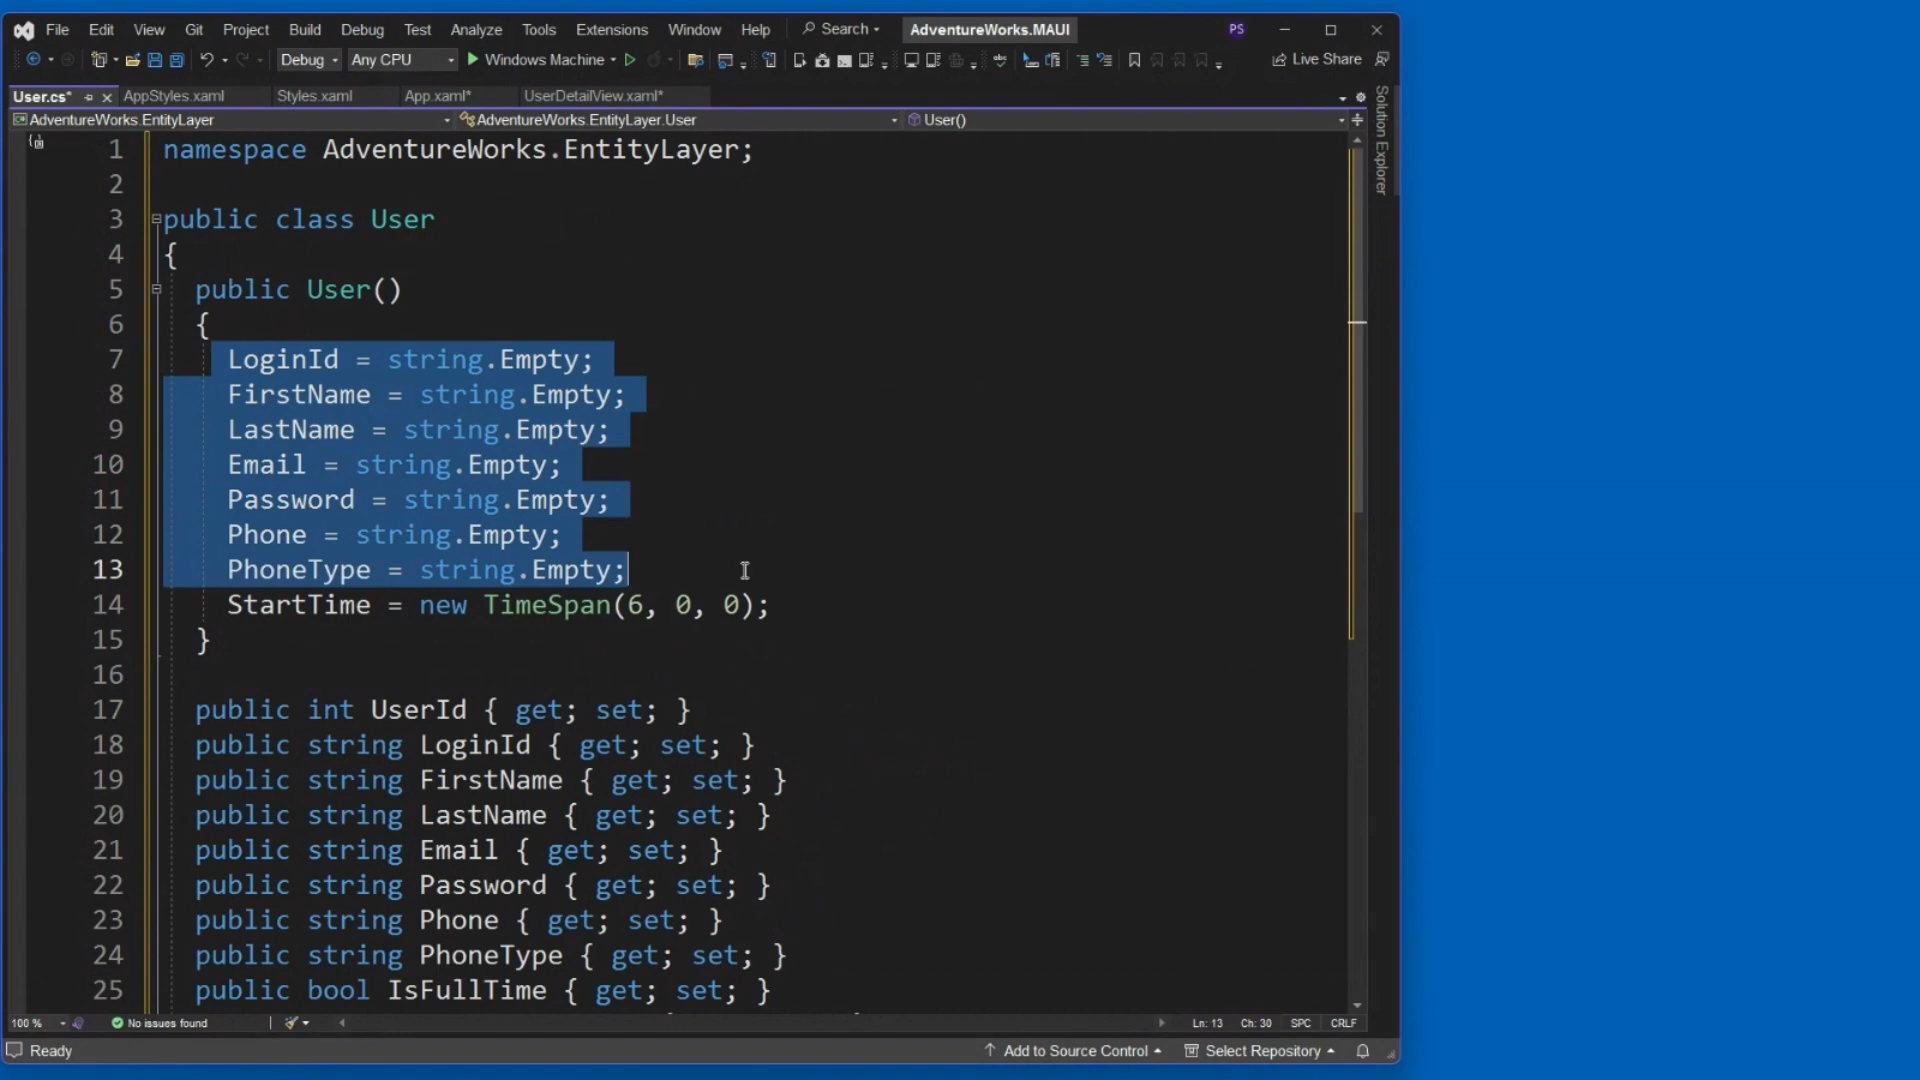 File Edit View Git Project Build Debug Test Analyze Tools Extensions Window Help Search AdventureWorks.MAUI PS
Debug Any CPU Windows Machine Live Share
User.cs* AppStyles.xaml Styles.xaml App.xaml* UserDetailView.xaml*
AdventureWorks.EntityLayer AdventureWorks.EntityLayer.User User()
Solution Explorer
1 namespace AdventureWorks.EntityLayer;
2
3 public class User
4 {
5 public User()
6 {
7 LoginId = string.Empty;
8 FirstName = string.Empty;
9 LastName = string.Empty;
10 Email = string.Empty;
11 Password = string.Empty;
12 Phone = string.Empty;
13 PhoneType = string.Empty;
14 StartTime = new TimeSpan(6, 0, 0);
15 }
16
17 public int UserId { get; set; }
18 public string LoginId { get; set; }
19 public string FirstName { get; set; }
20 public string LastName { get; set; }
21 public string Email { get; set; }
22 public string Password { get; set; }
23 public string Phone { get; set; }
24 public string PhoneType { get; set; }
25 public bool IsFullTime { get; set; }
100 % No issues found Ln: 13 Ch: 30 SPC CRLF
Ready Add to Source Control Select Repository